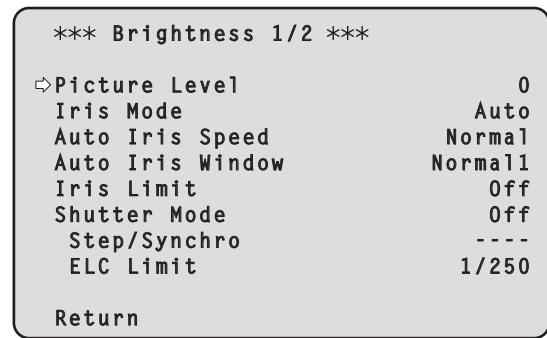 *** Brightness 1/2 ***
⇨Picture Level 0
Iris Mode Auto
Auto Iris Speed Normal
Auto Iris Window Normal1
Iris Limit Off
Shutter Mode Off
Step/Synchro ----
ELC Limit 1/250
Return